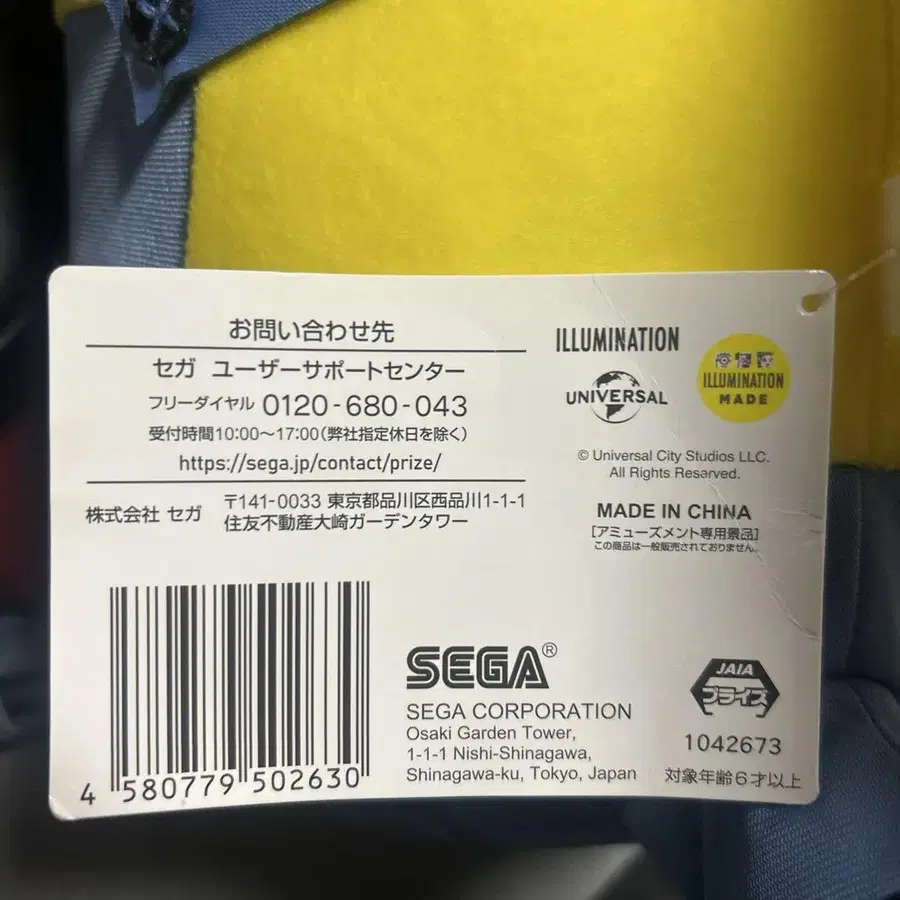 お問い合わせ先
セガ ユーザーサポートセンター
フリーダイヤル 0120-680-043
受付時間10:00〜17:00(弊社指定休日を除く)
https://sega.jp/contact/prize/
株式会社 セガ
〒141-0033 東京都品川区西品川1-1-1
住友不動産大崎ガーデンタワー
ILLUMINATION
UNIVERSAL
ILLUMINATION
MADE
© Universal City Studios LLC.
All Rights Reserved.
MADE IN CHINA
[アミューズメント専用景品]
この商品は一般販売されておりません。
4 580779 502630
SEGA®
SEGA CORPORATION
Osaki Garden Tower,
1-1-1 Nishi-Shinagawa,
Shinagawa-ku, Tokyo, Japan
JAIA
プライズ
1042673
対象年齢6才以上